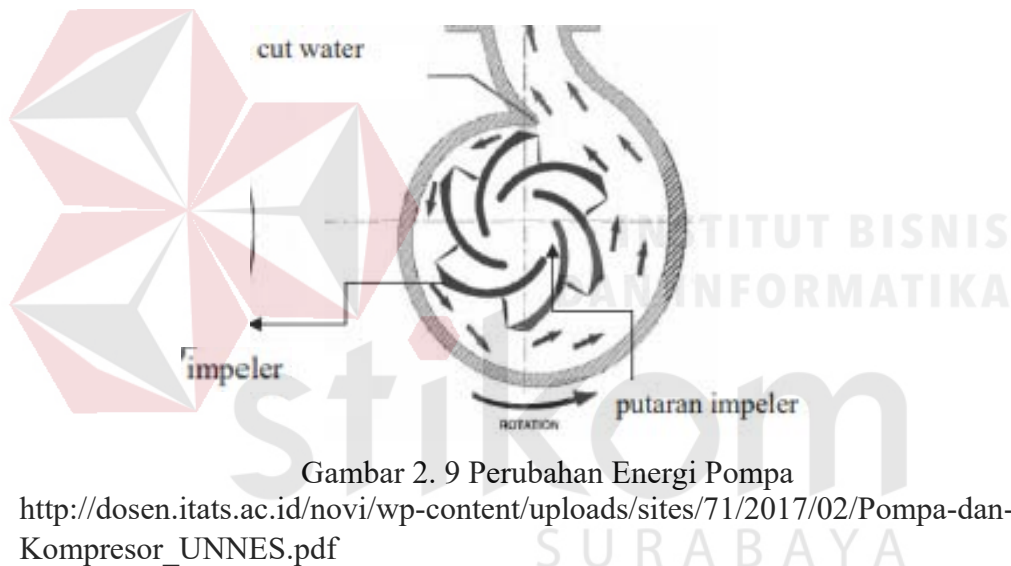 cut water
INSTITUT BISNIS
DAN INFORMATIKA
impeler
stikom
putaran impeler
ROTATION
Gambar 2. 9 Perubahan Energi Pompa
http://dosen.itats.ac.id/novi/wp-content/uploads/sites/71/2017/02/Pompa-dan-
Kompresor_UNNES.pdf
SURABAYA